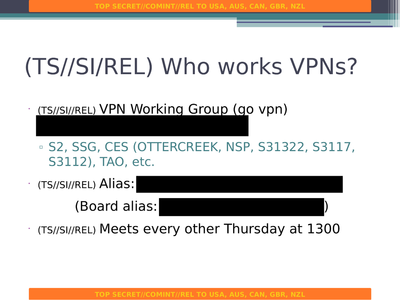 TOP SECRET//COMINT//REL TO USA, AUS, CAN, GBR, NZL
(TS//SI/REL) Who works VPNs?
(TS//SI//REL) VPN Working Group (go vpn)
S2, SSG, CES (OTTERCREEK, NSP, S31322, S3117,
S3112), TAO, etc.
(TS//SI//REL) Alias:
(Board alias: )
(TS//SI//REL) Meets every other Thursday at 1300
TOP SECRET//COMINT//REL TO USA, AUS, CAN, GBR, NZL